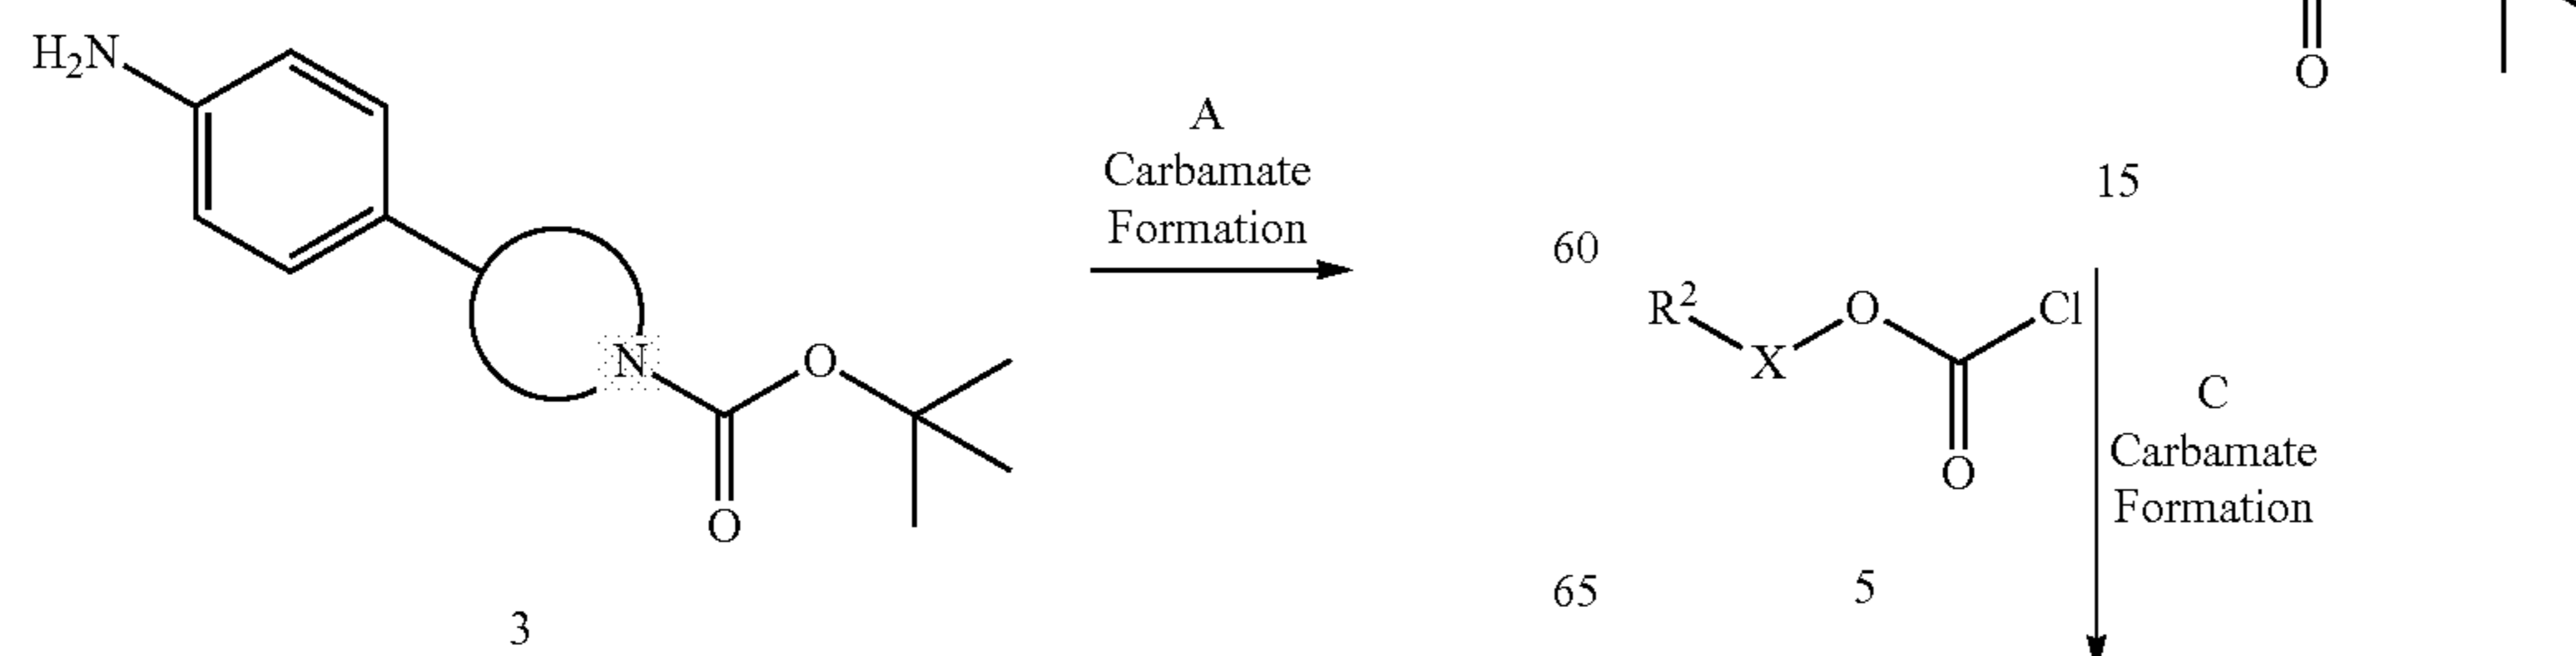 H₂N
A
Carbamate
Formation
N
O
O
3
O
15
60
R² X O Cl
O
C
Carbamate
Formation
65
5